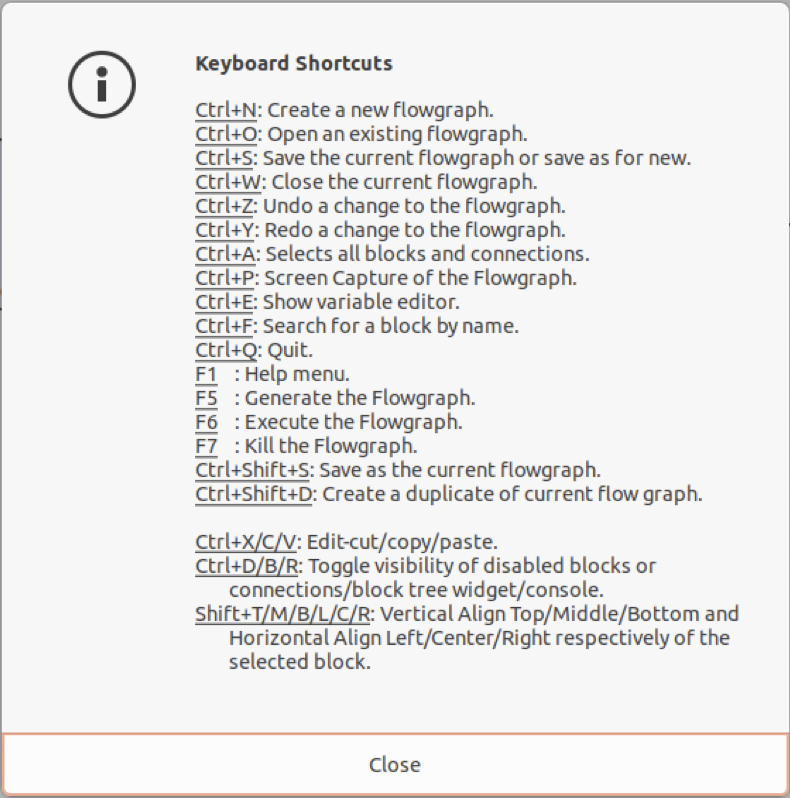 Keyboard Shortcuts
Ctrl+N: Create a new flowgraph.
Ctrl+O: Open an existing flowgraph.
Ctrl+S: Save the current flowgraph or save as for new.
Ctrl+W: Close the current flowgraph.
Ctrl+Z: Undo a change to the flowgraph.
Ctrl+Y: Redo a change to the flowgraph.
Ctrl+A: Selects all blocks and connections.
Ctrl+P: Screen Capture of the Flowgraph.
Ctrl+E: Show variable editor.
Ctrl+F: Search for a block by name.
Ctrl+Q: Quit.
F1 : Help menu.
F5 : Generate the Flowgraph.
F6 : Execute the Flowgraph.
F7 : Kill the Flowgraph.
Ctrl+Shift+S: Save as the current flowgraph.
Ctrl+Shift+D: Create a duplicate of current flow graph.
Ctrl+X/C/V: Edit-cut/copy/paste.
Ctrl+D/B/R: Toggle visibility of disabled blocks or
connections/block tree widget/console.
Shift+T/M/B/L/C/R: Vertical Align Top/Middle/Bottom and
Horizontal Align Left/Center/Right respectively of the
selected block.
Close